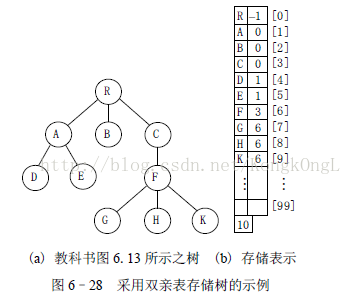 R -1 [0]
A 0 [1]
B 0 [2]
C 0 [3]
D 1 [4]
E 1 [5]
F 3 [6]
G 6 [7]
H 6 [8]
K 6 [9]
⋮ ⋮ ⋮
[99]
10
R
A B C
D E F
G H K
http://blog.csdn.net/KongkOngL
(a) 教科书图 6.13 所示之树 (b) 存储表示
图 6-28 采用双亲表存储树的示例